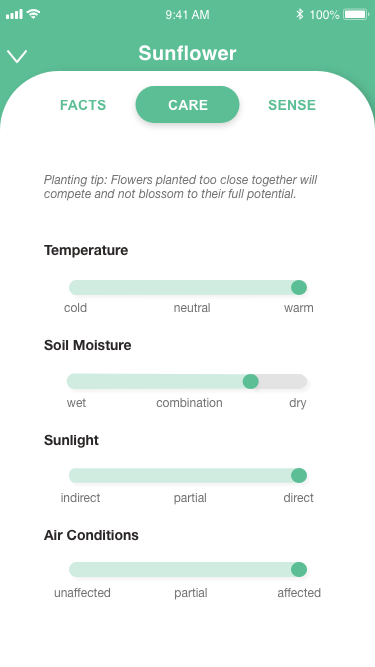 9:41 AM
100%
Sunflower
FACTS CARE SENSE
Planting tip: Flowers planted too close together will
compete and not blossom to their full potential.
Temperature
cold neutral warm
Soil Moisture
wet combination dry
Sunlight
indirect partial direct
Air Conditions
unaffected partial affected